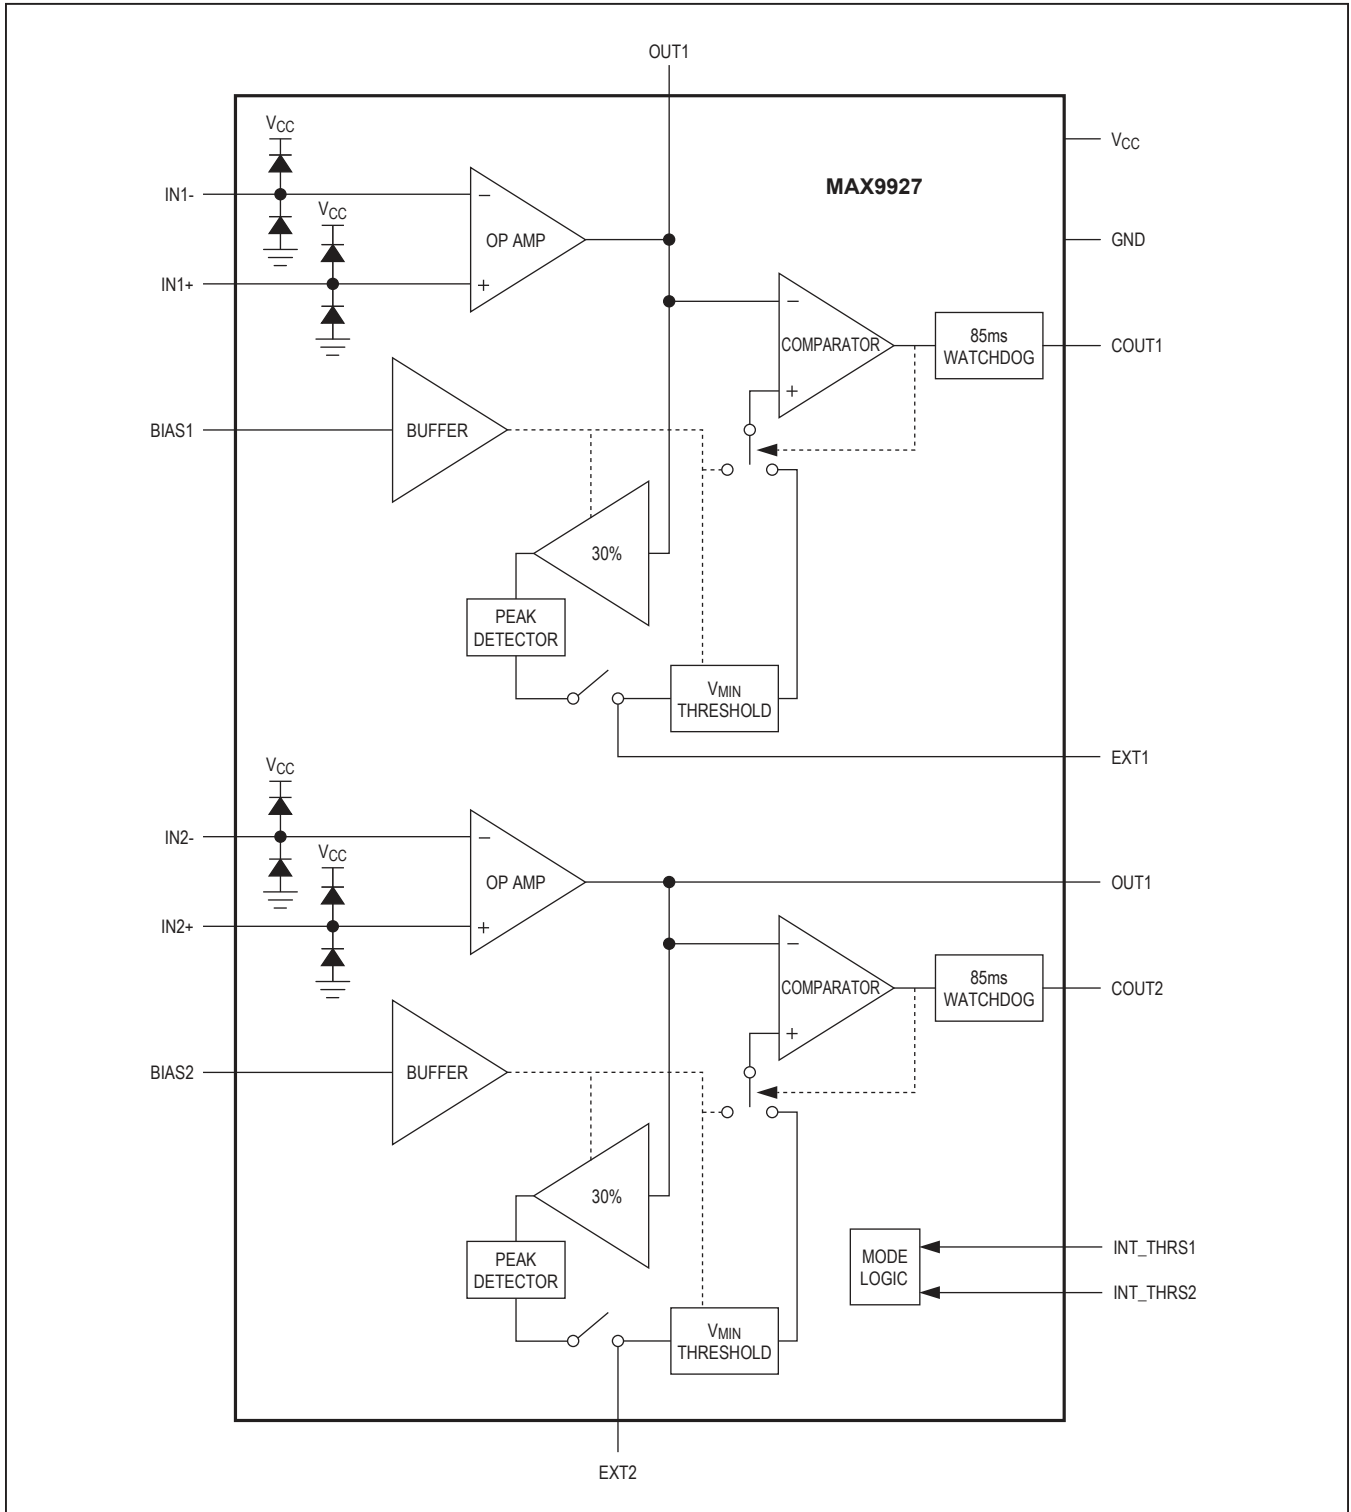 OUT1
VCC
VCC
MAX9927
IN1-
OP AMP
−
+
VCC
GND
IN1+
COMPARATOR
−
+
85ms
WATCHDOG
COUT1
BIAS1
BUFFER
30%
PEAK
DETECTOR
VMIN
THRESHOLD
EXT1
VCC
IN2-
−
OP AMP
+
VCC
OUT1
IN2+
−
COMPARATOR
+
85ms
WATCHDOG
COUT2
BIAS2
BUFFER
30%
PEAK
DETECTOR
MODE
LOGIC
INT_THRS1
INT_THRS2
VMIN
THRESHOLD
EXT2